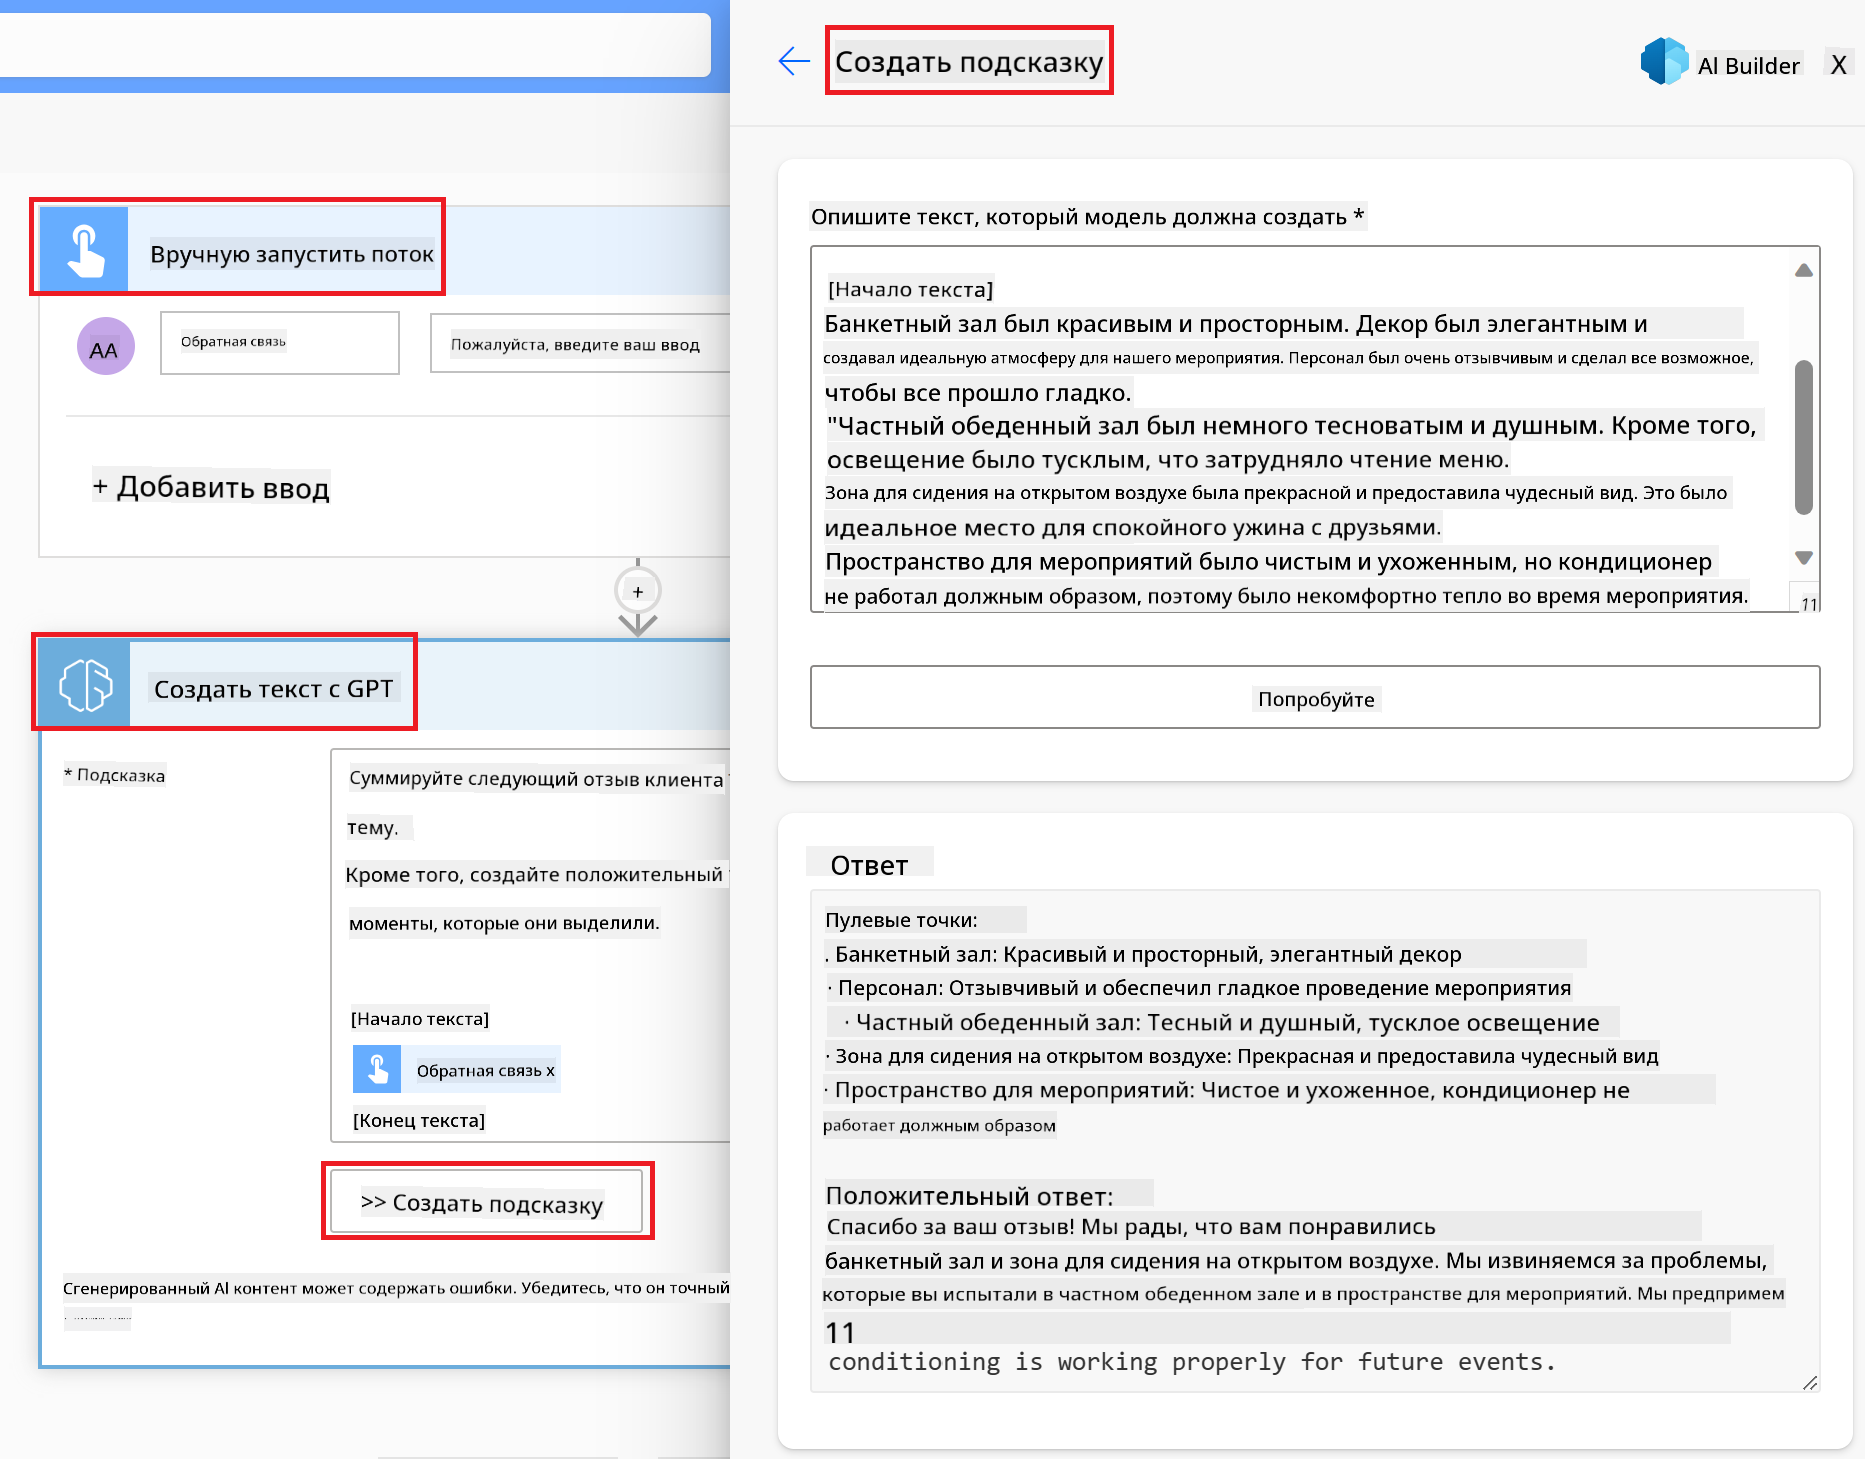 Вручную запустить поток
AA
Обратная связь
Пожалуйста, введите ваш ввод
+ Добавить ввод
+
Создать текст с GPT
* Подсказка
Суммируйте следующий отзыв клиента
тему.
Кроме того, создайте положительный
моменты, которые они выделили.
[Начало текста]
Обратная связь x
[Конец текста]
>> Создать подсказку
Сгенерированный AI контент может содержать ошибки. Убедитесь, что он точный
Создать подсказку
AI Builder
X
Опишите текст, который модель должна создать *
[Начало текста]
Банкетный зал был красивым и просторным. Декор был элегантным и
создавал идеальную атмосферу для нашего мероприятия. Персонал был очень отзывчивым и сделал все возможное,
чтобы все прошло гладко.
"Частный обеденный зал был немного тесноватым и душным. Кроме того,
освещение было тусклым, что затрудняло чтение меню.
Зона для сидения на открытом воздухе была прекрасной и предоставила чудесный вид. Это было
идеальное место для спокойного ужина с друзьями.
Пространство для мероприятий было чистым и ухоженным, но кондиционер
не работал должным образом, поэтому было некомфортно тепло во время мероприятия.
11
Попробуйте
Ответ
Пулевые точки:
. Банкетный зал: Красивый и просторный, элегантный декор
· Персонал: Отзывчивый и обеспечил гладкое проведение мероприятия
· Частный обеденный зал: Тесный и душный, тусклое освещение
· Зона для сидения на открытом воздухе: Прекрасная и предоставила чудесный вид
· Пространство для мероприятий: Чистое и ухоженное, кондиционер не
работает должным образом
Положительный ответ:
Спасибо за ваш отзыв! Мы рады, что вам понравились
банкетный зал и зона для сидения на открытом воздухе. Мы извиняемся за проблемы,
которые вы испытали в частном обеденном зале и в пространстве для мероприятий. Мы предпримем
11
conditioning is working properly for future events.